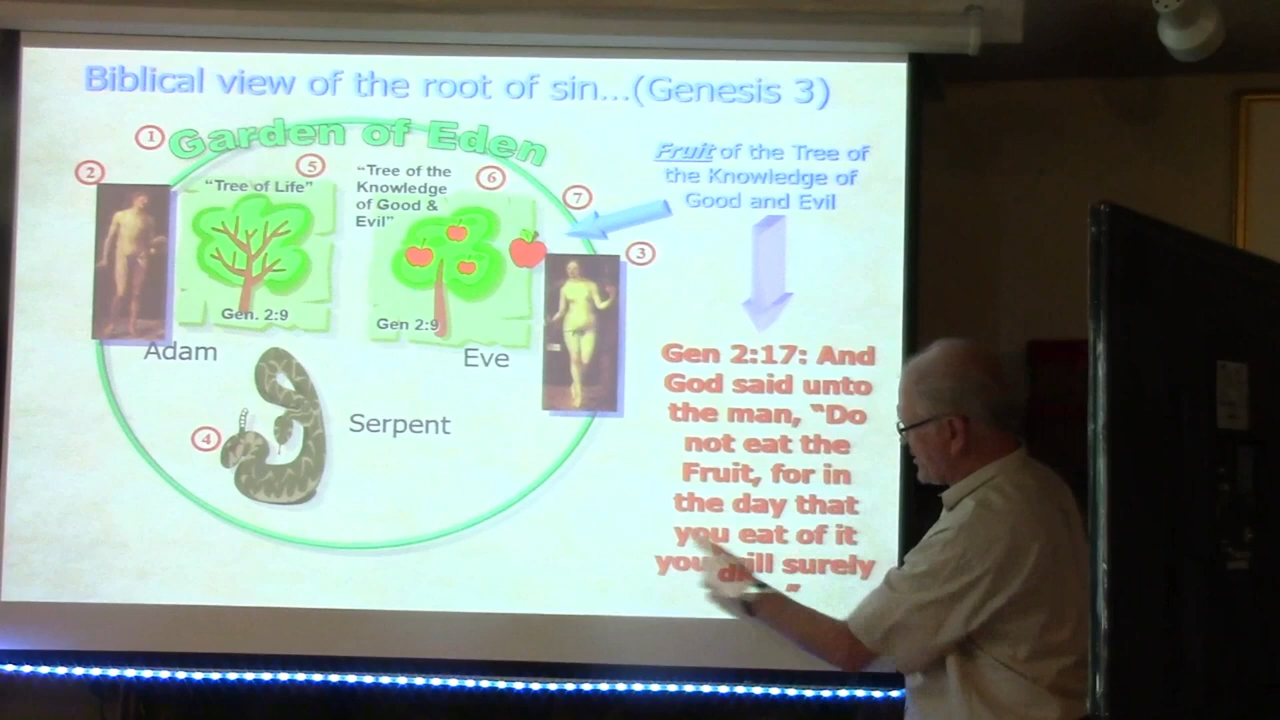 Biblical view of the root of sin...(Genesis 3)
1
Garden of Eden
2
5
"Tree of Life"
Gen. 2:9
"Tree of the
Knowledge
of Good &
Evil"
6
Gen 2:9
7
3
Adam
Eve
4
Serpent
Fruit of the Tree of
the Knowledge of
Good and Evil
Gen 2:17: And
God said unto
the man, "Do
not eat the
Fruit, for in
the day that
you eat of it
surely
"